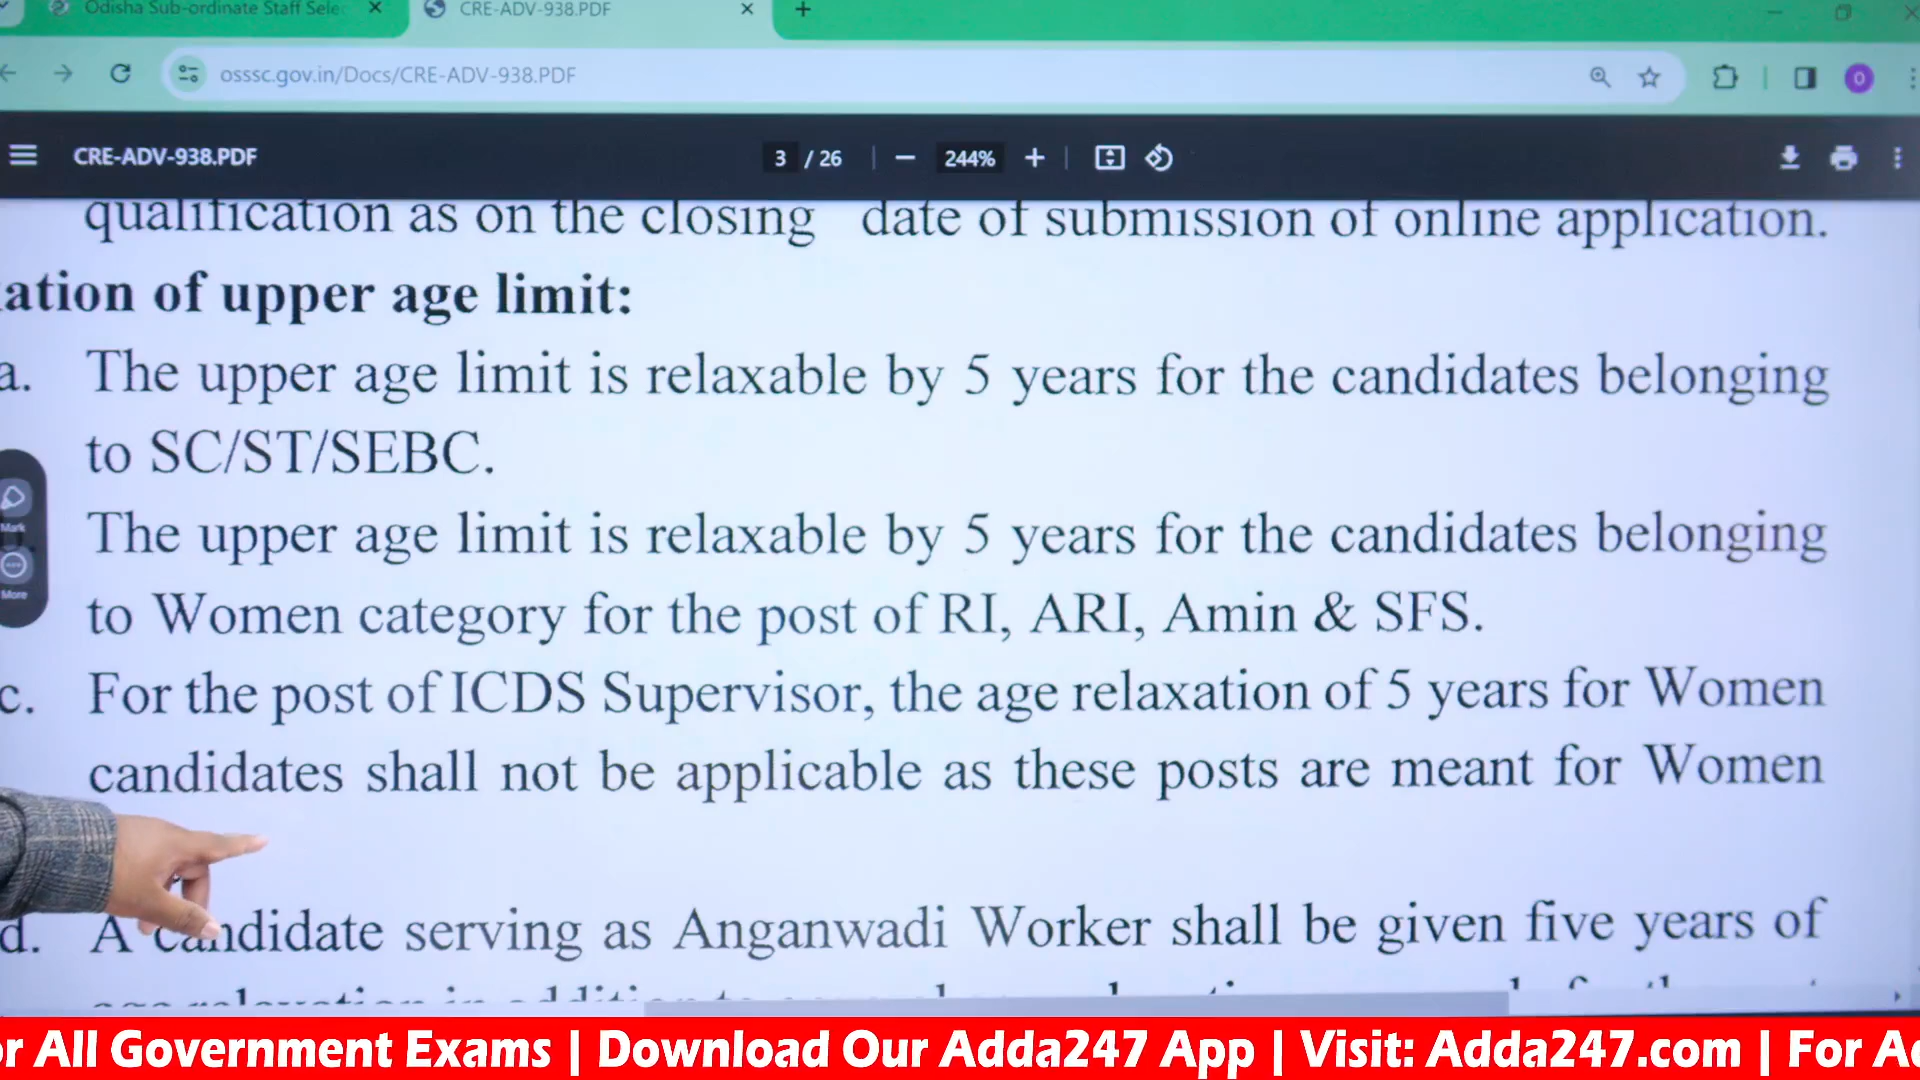 Odisha Sub-ordinate Staff Sele
CRE-ADV-938.PDF
osssc.gov.in/Docs/CRE-ADV-938.PDF
O
CRE-ADV-938.PDF
3 / 26
244%
qualification as on the closing date of submission of online application.
ation of upper age limit:
a. The upper age limit is relaxable by 5 years for the candidates belonging
to SC/ST/SEBC.
The upper age limit is relaxable by 5 years for the candidates belonging
to Women category for the post of RI, ARI, Amin & SFS.
c. For the post of ICDS Supervisor, the age relaxation of 5 years for Women
candidates shall not be applicable as these posts are meant for Women
d. A candidate serving as Anganwadi Worker shall be given five years of
Mark
More
or All Government Exams | Download Our Adda247 App | Visit: Adda247.com | For Ad